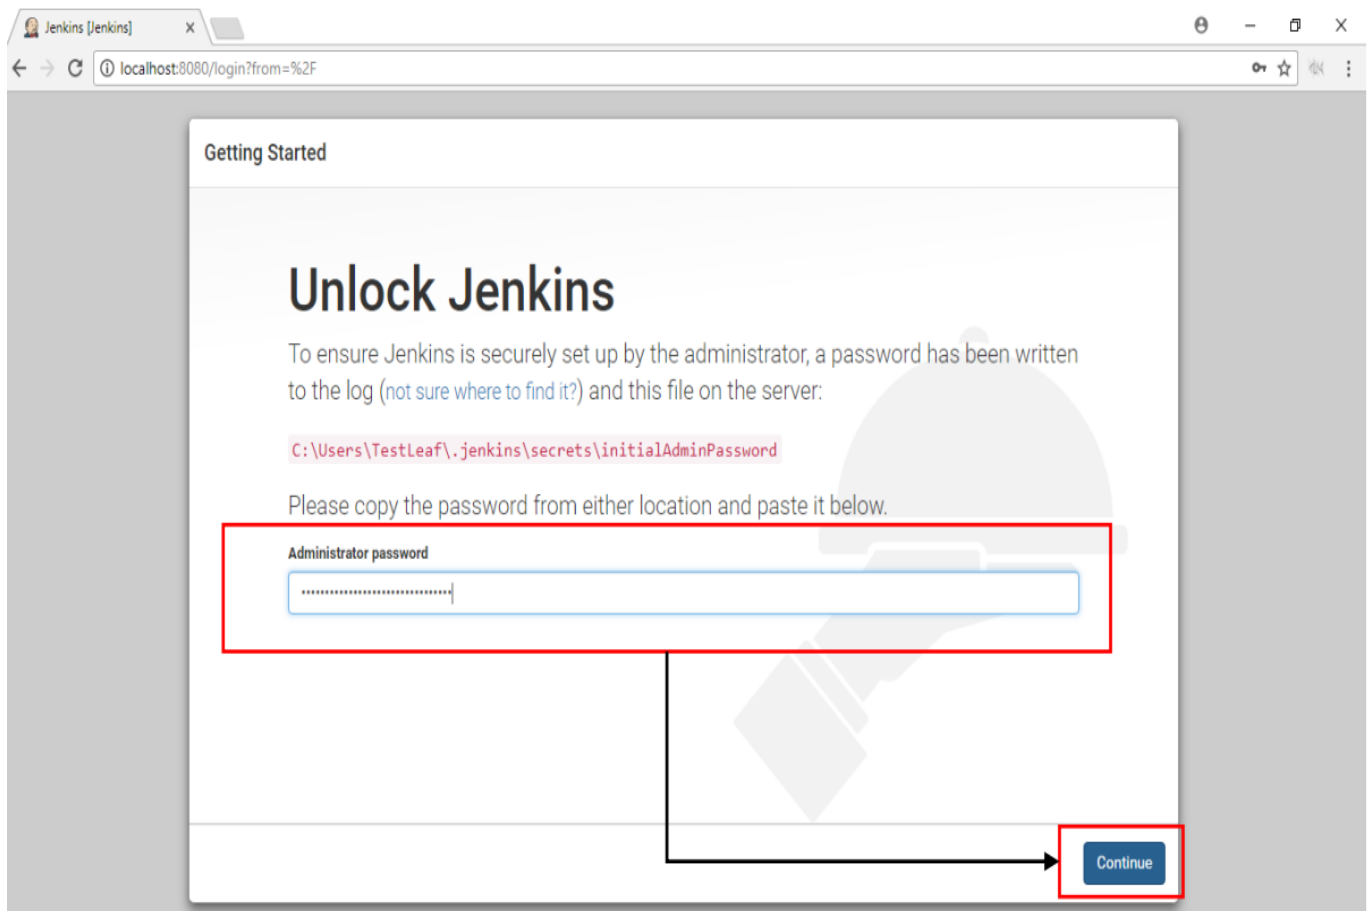 Jenkins [Jenkins]
localhost:8080/login?from=%2F
Getting Started
Unlock Jenkins
To ensure Jenkins is securely set up by the administrator, a password has been written
to the log (not sure where to find it?) and this file on the server:
C:\Users\TestLeaf\.jenkins\secrets\initialAdminPassword
Please copy the password from either location and paste it below.
Administrator password
Continue